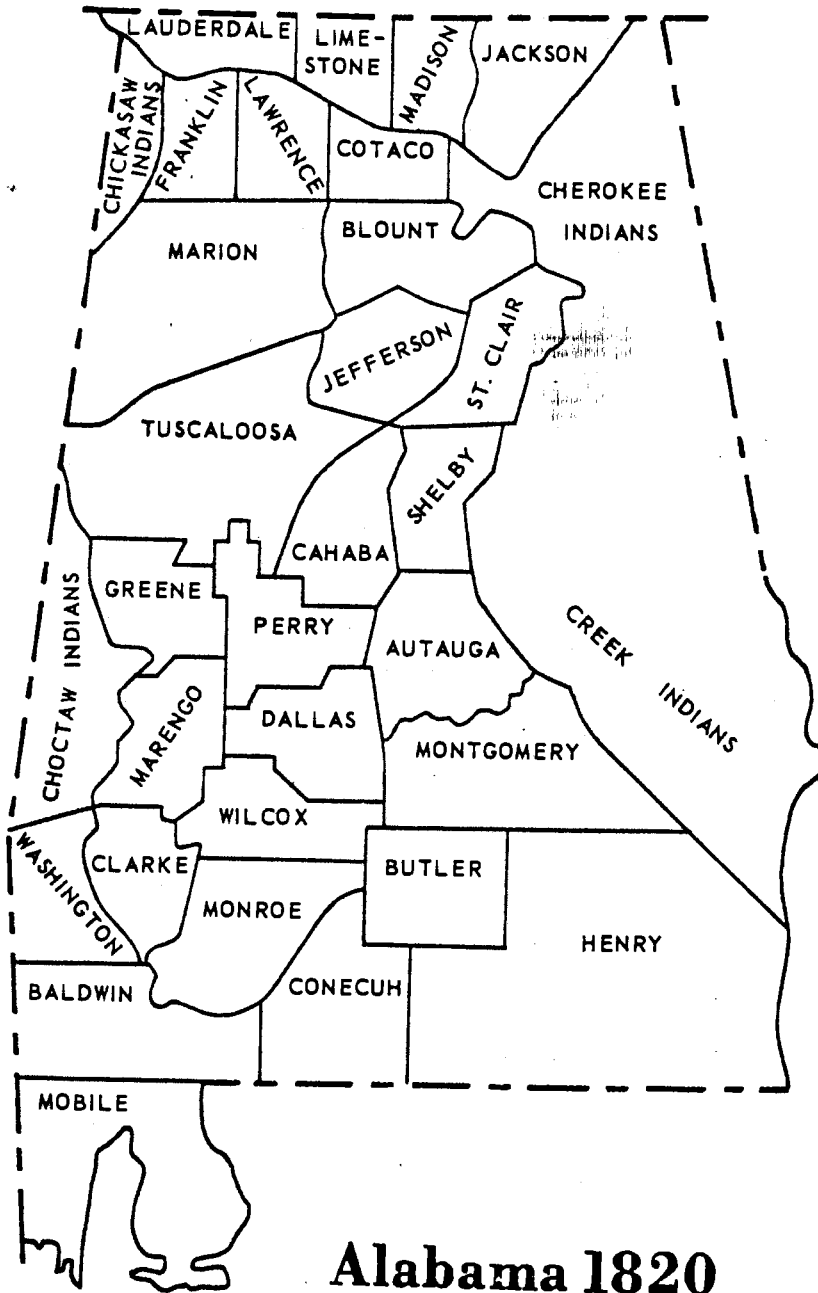 LAUDERDALE
LIME-
STONE
MADISON
JACKSON
CHICKASAW
INDIANS
FRANKLIN
LAWRENCE
COTACO
CHEROKEE
INDIANS
MARION
BLOUNT
JEFFERSON
ST. CLAIR
TUSCALOOSA
SHELBY
CAHABA
GREENE
PERRY
CHOCTAW INDIANS
AUTAUGA
CREEK INDIANS
MARENGO
DALLAS
MONTGOMERY
WILCOX
WASHINGTON
CLARKE
BUTLER
MONROE
HENRY
BALDWIN
CONECUH
MOBILE
Alabama 1820